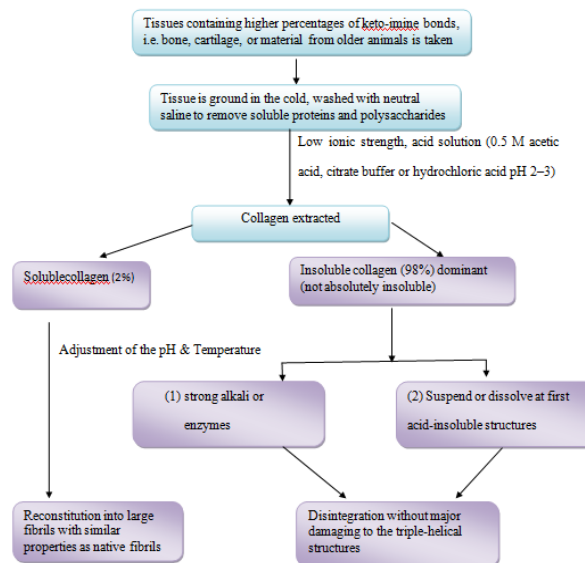 Tissues containing higher percentages of keto-imine bonds,
i.e. bone, cartilage, or material from older animals is taken
Tissue is ground in the cold, washed with neutral
saline to remove soluble proteins and polysaccharides
Low ionic strength, acid solution (0.5 M acetic
acid, citrate buffer or hydrochloric acid pH 2–3)
Collagen extracted
Solublecollagen (2%)
Insoluble collagen (98%) dominant
(not absolutely insoluble)
Adjustment of the pH & Temperature
(1) strong alkali or
enzymes
(2) Suspend or dissolve at first
acid-insoluble structures
Reconstitution into large
fibrils with similar
properties as native fibrils
Disintegration without major
damaging to the triple-helical
structures